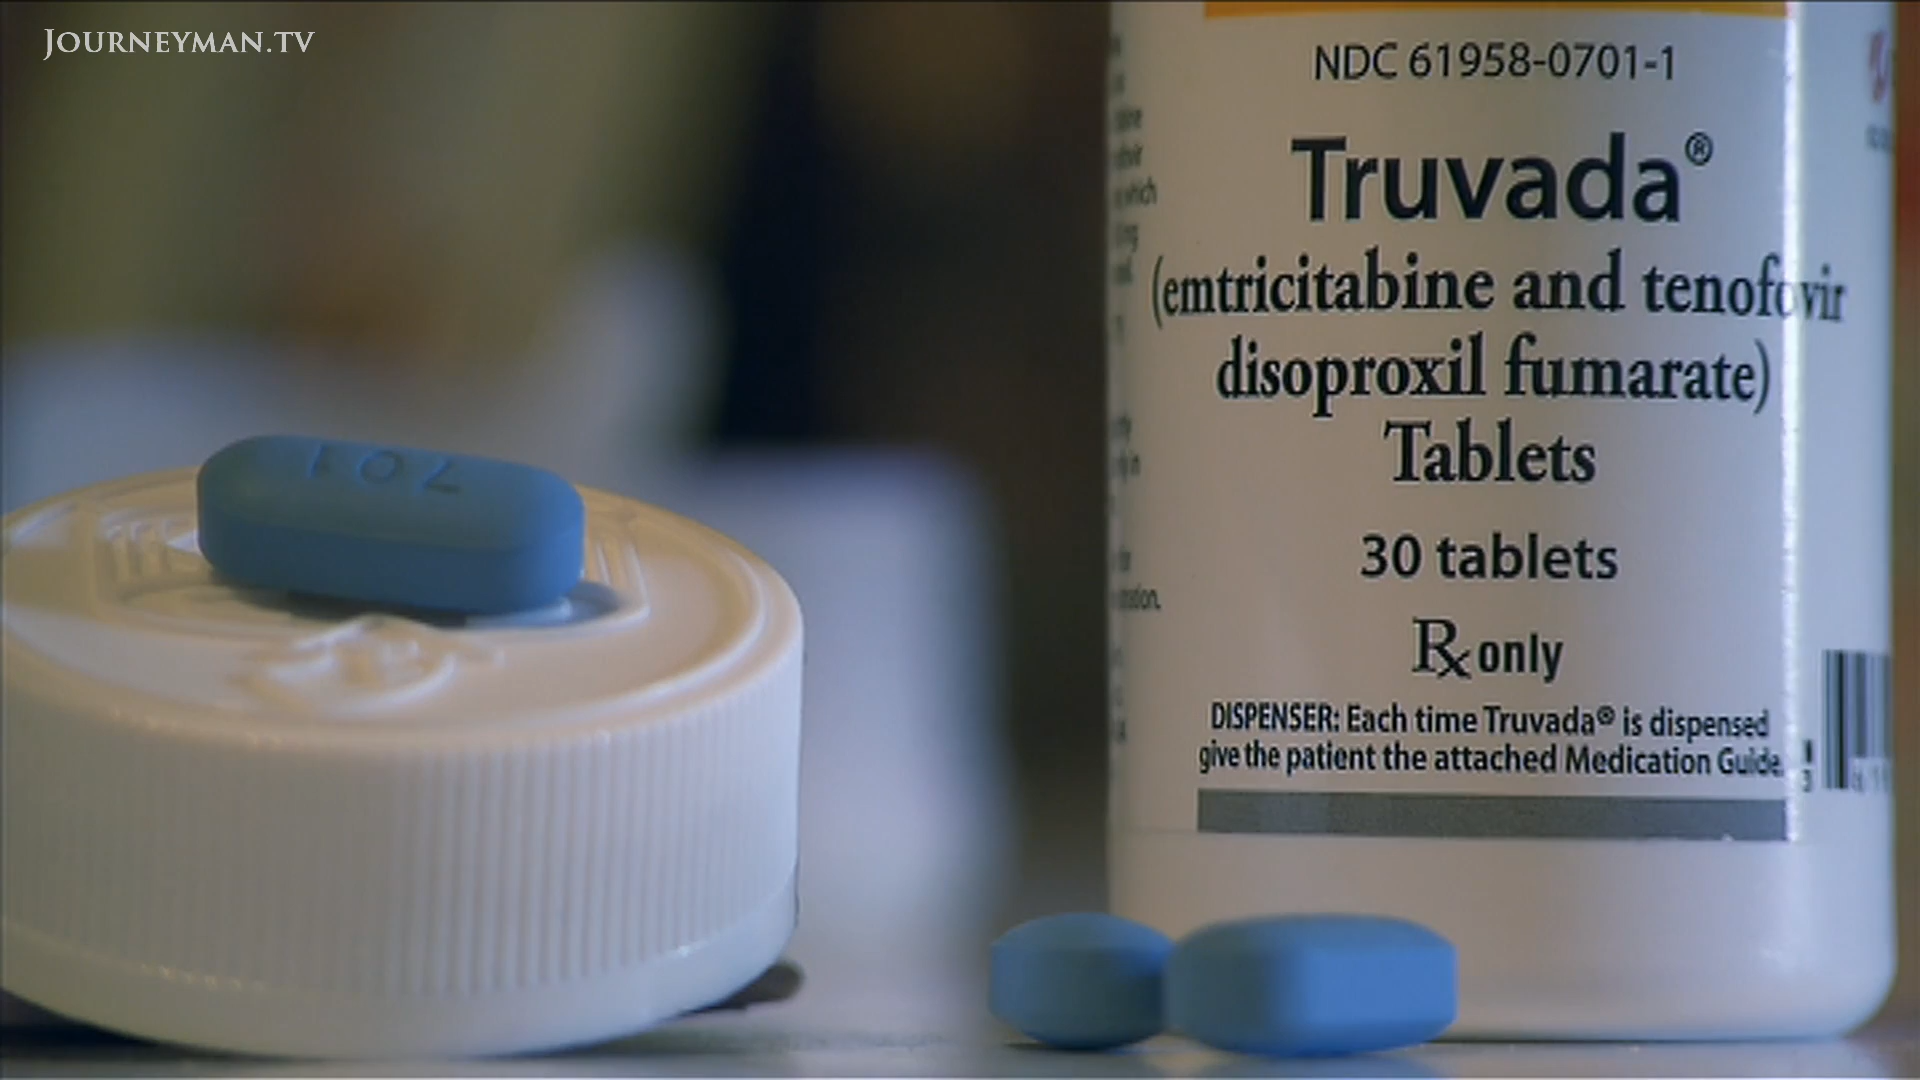 JOURNEYMAN.TV
NDC 61958-0701-1
Truvada®
(emtricitabine and tenofovir
disoproxil fumarate)
Tablets
30 tablets
Rx only
DISPENSER: Each time Truvada® is dispensed
give the patient the attached Medication Guide.
701
which